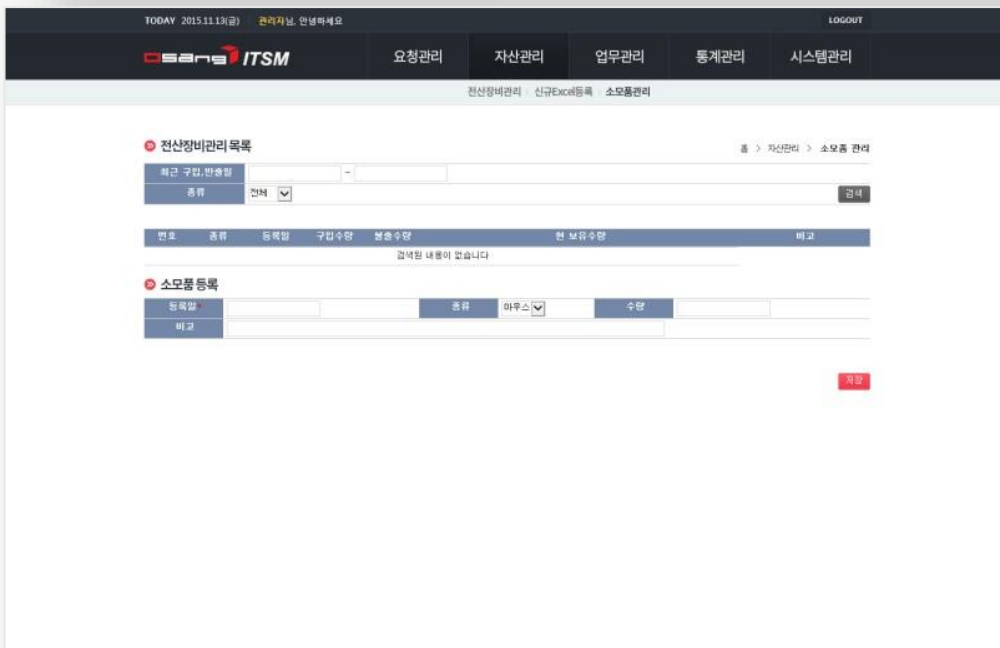 TODAY 2015.11.13(금) 관리자님, 안녕하세요 LOGOUT
osang ITSM 요청관리 자산관리 업무관리 통계관리 시스템관리
전산장비관리 신규Excel등록 소모품관리
전산장비관리 목록 홈 > 자산관리 > 소모품 관리
최근 구입,반출일 ~
종류 전체 검색
번호 종류 등록일 구입수량 불출수량 현 보유수량 비고
검색된 내용이 없습니다
소모품 등록
등록일* 종류 마우스 수량
비고
저장